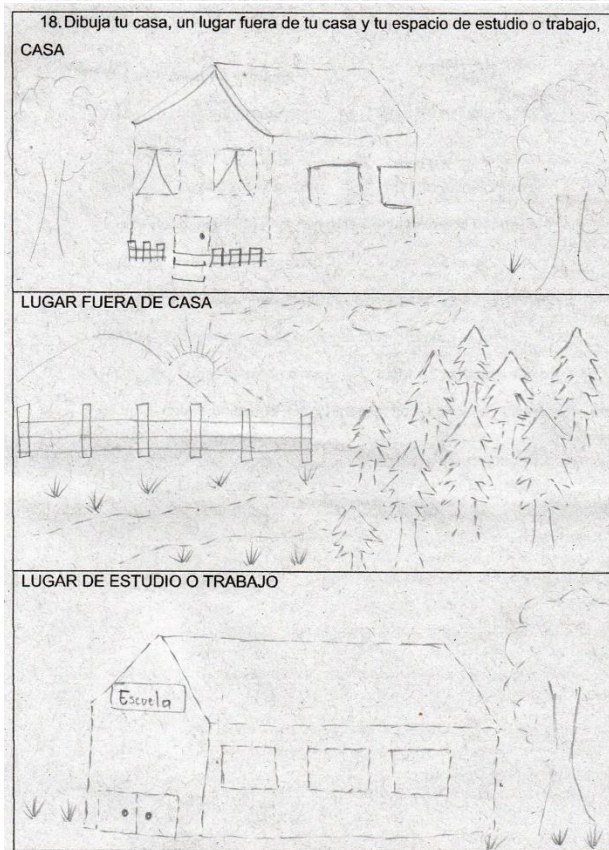 18. Dibuja tu casa, un lugar fuera de tu casa y tu espacio de estudio o trabajo,
CASA
LUGAR FUERA DE CASA
LUGAR DE ESTUDIO O TRABAJO
Escuela